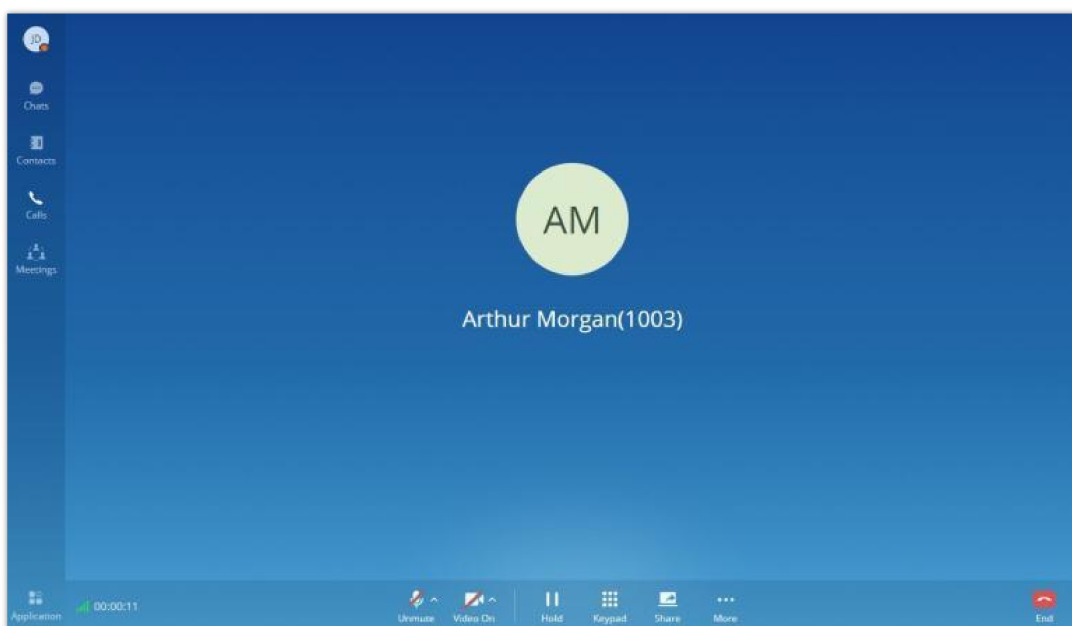 JD
Chats
Contacts
Calls
Meetings
AM
Arthur Morgan(1003)
Application
00:00:11
Unmute
Video On
Hold
Keypad
Share
More
End